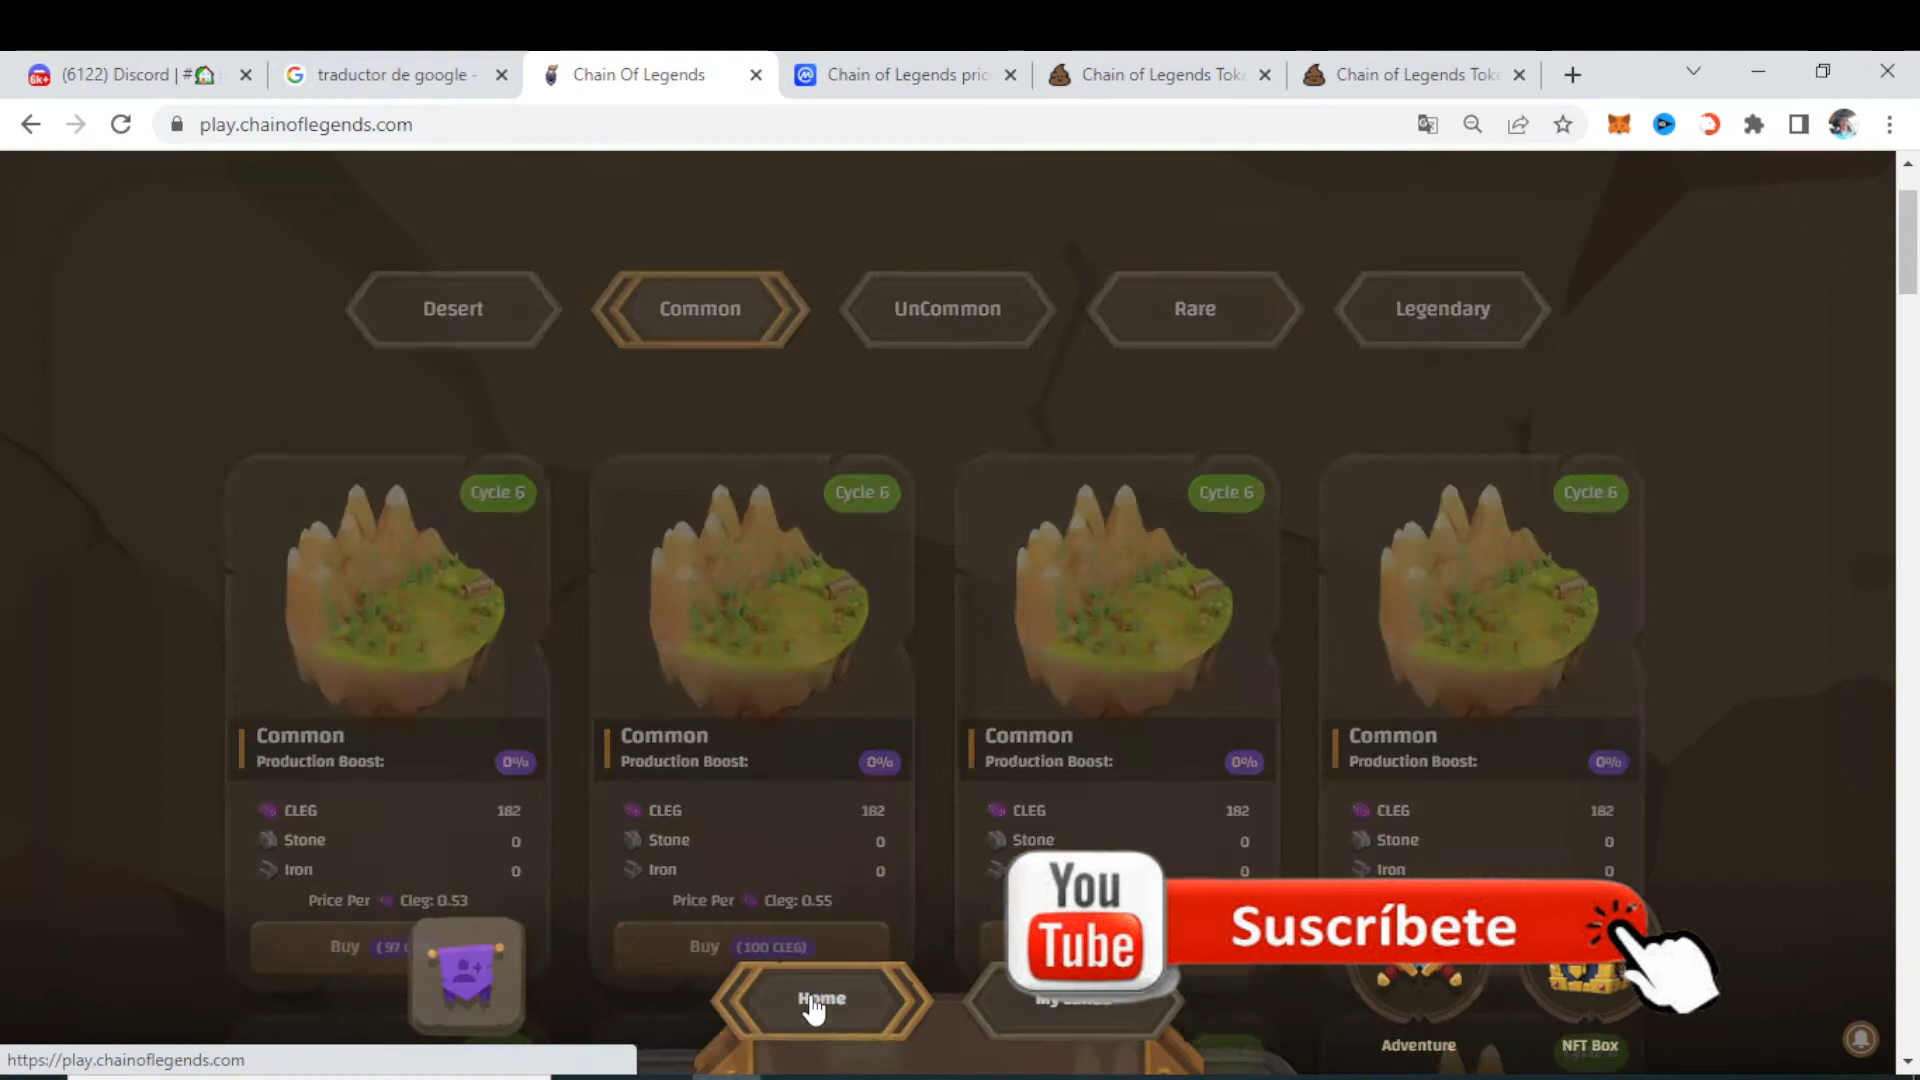 (6122) Discord | #
traductor de google -
Chain Of Legends
Chain of Legends pric
Chain of Legends Tok
Chain of Legends Tok
play.chainoflegends.com
Desert
Common
UnCommon
Rare
Legendary
Cycle 6
Cycle 6
Cycle 6
Cycle 6
Common
Production Boost:
0%
CLEG
182
Stone
0
Iron
0
Price Per Cleg: 0.53
Buy
(97
Common
Production Boost:
0%
CLEG
182
Stone
0
Iron
0
Price Per Cleg: 0.55
Buy
(100 CLEG)
Common
Production Boost:
0%
CLEG
182
Stone
0
Common
Production Boost:
0%
CLEG
182
Stone
0
Iron
0
You
Tube
Suscríbete
Home
Adventure
NFT Box
https://play.chainoflegends.com